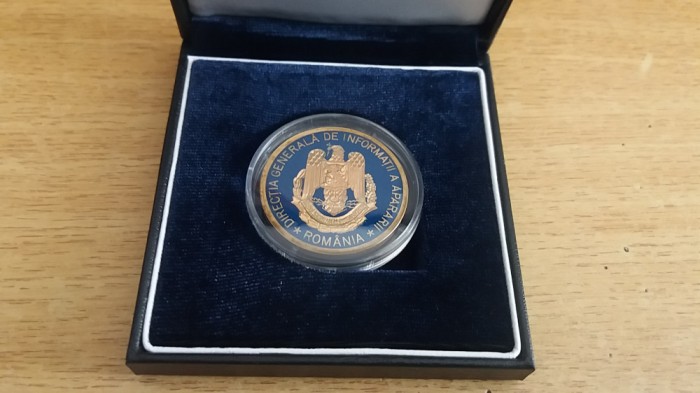 DIRECȚIA GENERALĂ DE INFORMAȚII A APĂRĂRII
* ROMÂNIA *